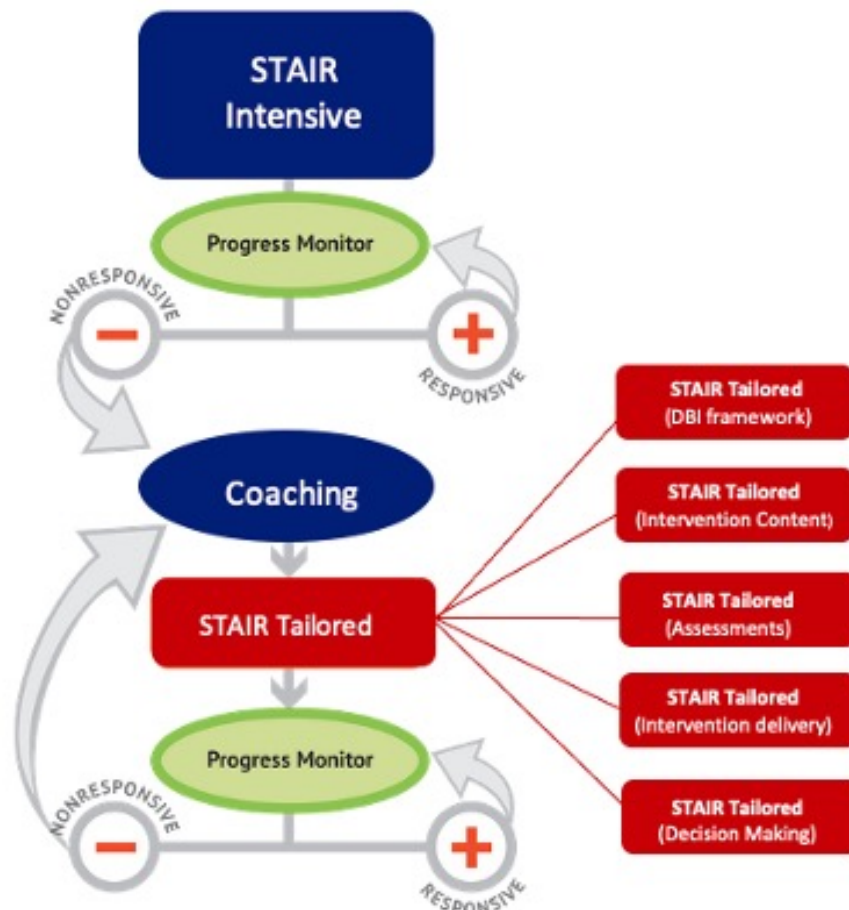 STAIR
Intensive
Progress Monitor
NONRESPONSIVE
−
+
RESPONSIVE
Coaching
STAIR Tailored
STAIR Tailored
(DBI framework)
STAIR Tailored
(Intervention Content)
STAIR Tailored
(Assessments)
STAIR Tailored
(Intervention delivery)
STAIR Tailored
(Decision Making)
Progress Monitor
NONRESPONSIVE
−
+
RESPONSIVE